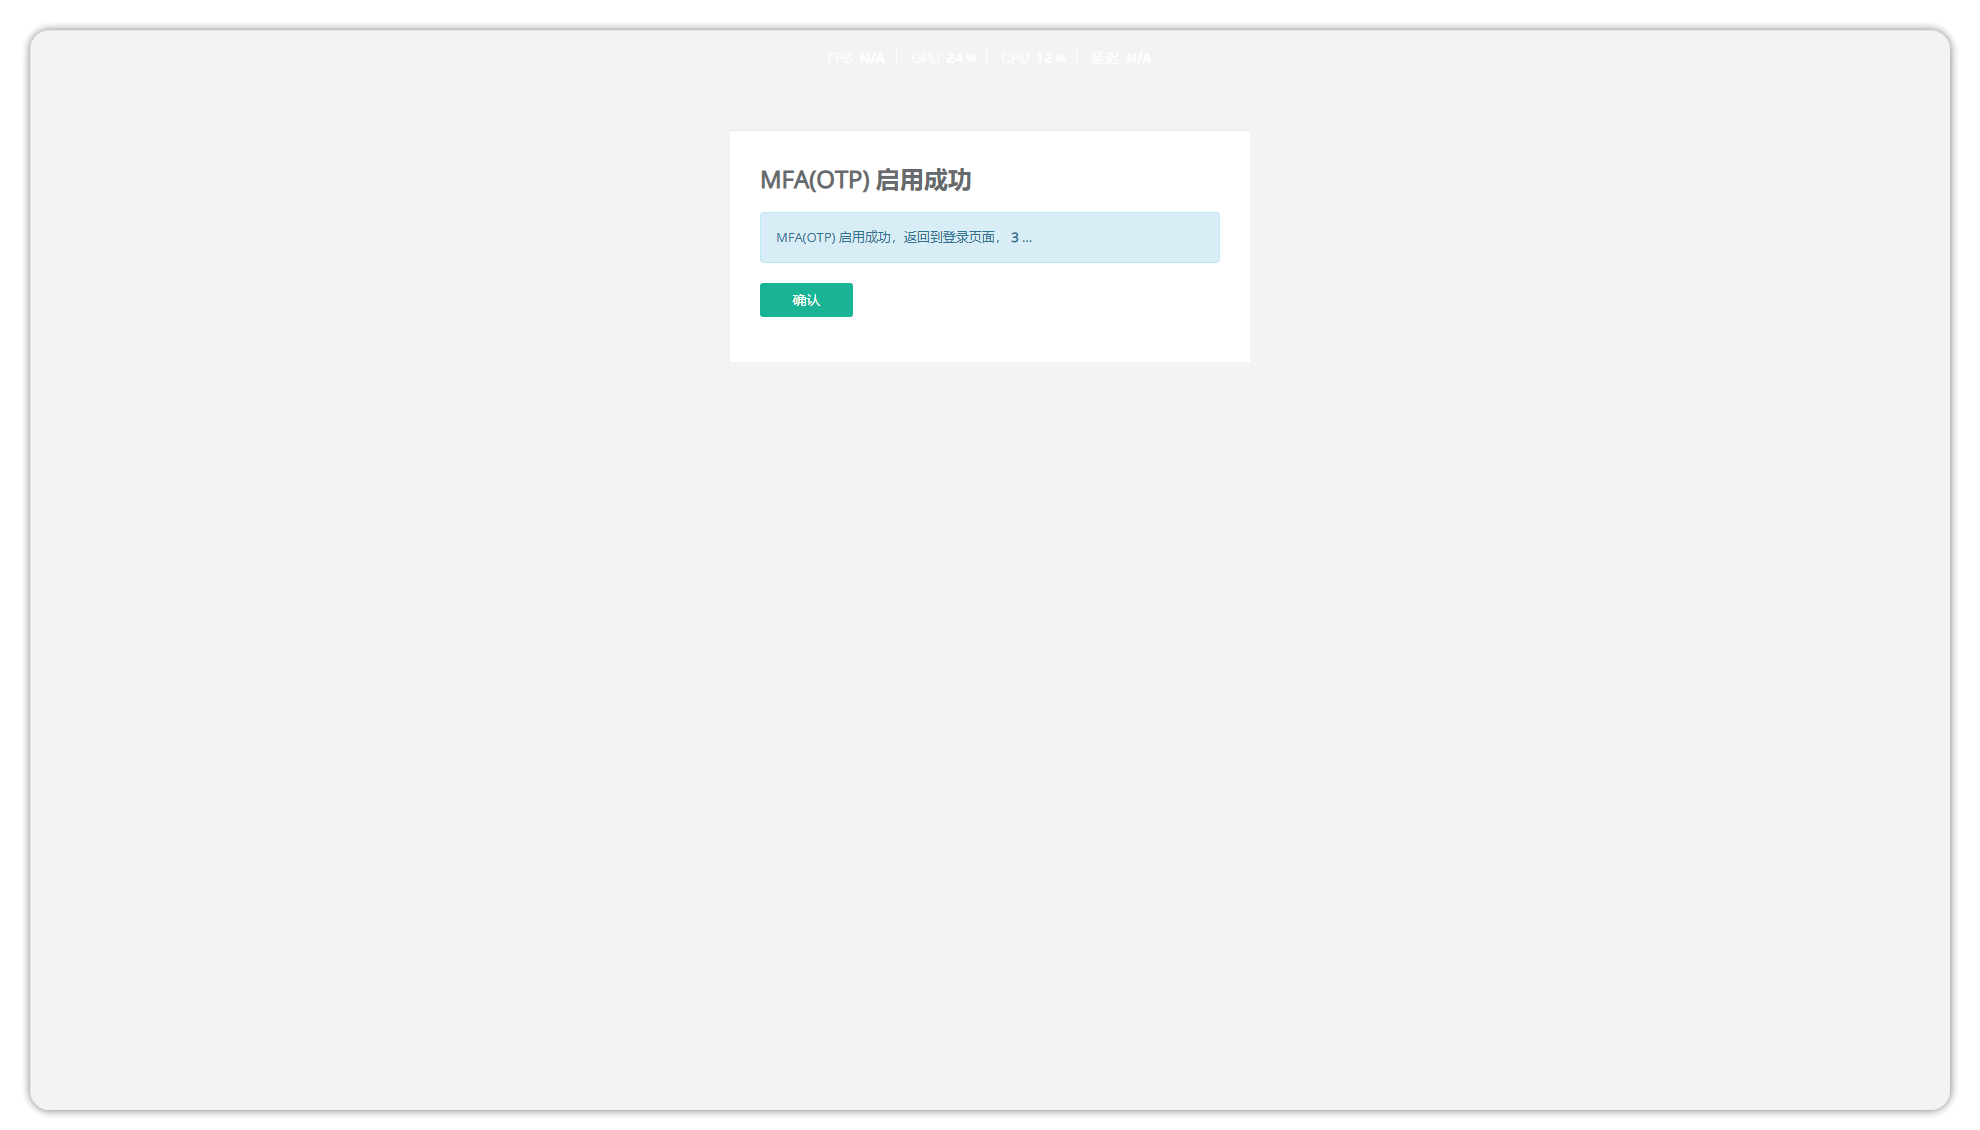 FPS N/A GPU 24% CPU 12% 延迟 N/A
MFA(OTP) 启用成功
MFA(OTP) 启用成功，返回到登录页面， 3 ...
确认